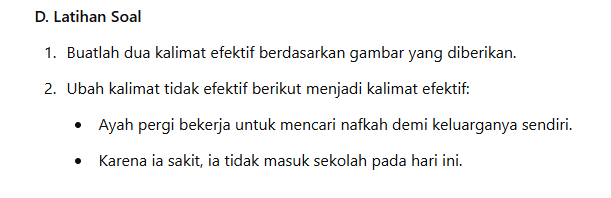 D. Latihan Soal
1. Buatlah dua kalimat efektif berdasarkan gambar yang diberikan.
2. Ubah kalimat tidak efektif berikut menjadi kalimat efektif:
• Ayah pergi bekerja untuk mencari nafkah demi keluarganya sendiri.
• Karena ia sakit, ia tidak masuk sekolah pada hari ini.